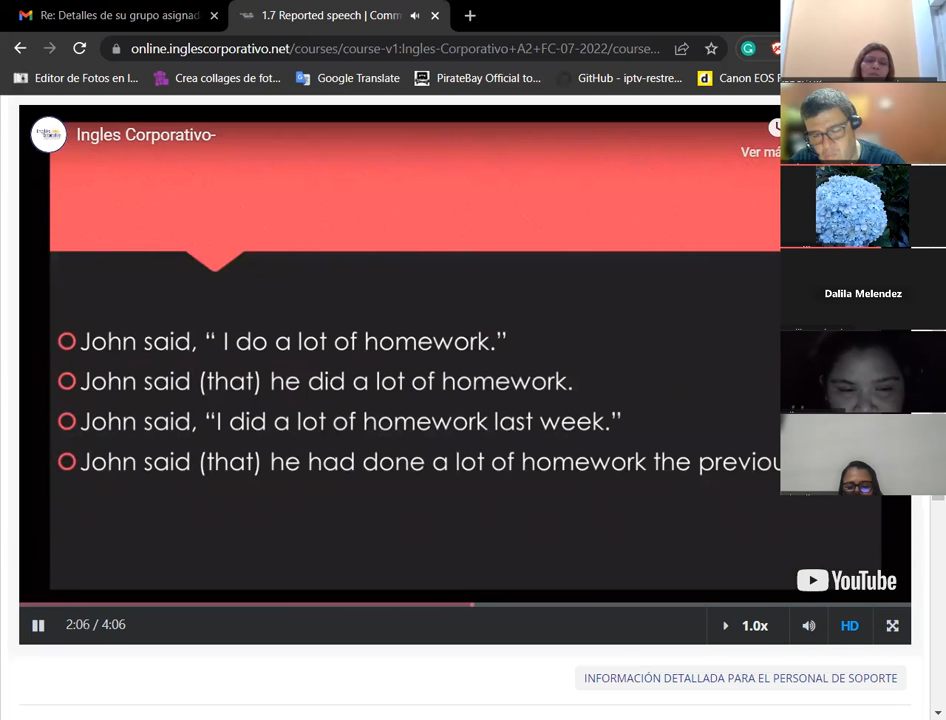 Re: Detalles de su grupo asignad
1.7 Reported speech | Comm
online.inglescorporativo.net/courses/course-v1:Ingles-Corporativo+A2+FC-07-2022/course...
Editor de Fotos en l...
Crea collages de fot...
Google Translate
PirateBay Official to...
GitHub - iptv-restre...
Canon EOS
Ingles Corporativo-
Ver má
John said, “ I do a lot of homework.”
John said (that) he did a lot of homework.
John said, “I did a lot of homework last week.”
John said (that) he had done a lot of homework the previou
Dalila Melendez
YouTube
2:06 / 4:06
1.0x
HD
INFORMACIÓN DETALLADA PARA EL PERSONAL DE SOPORTE